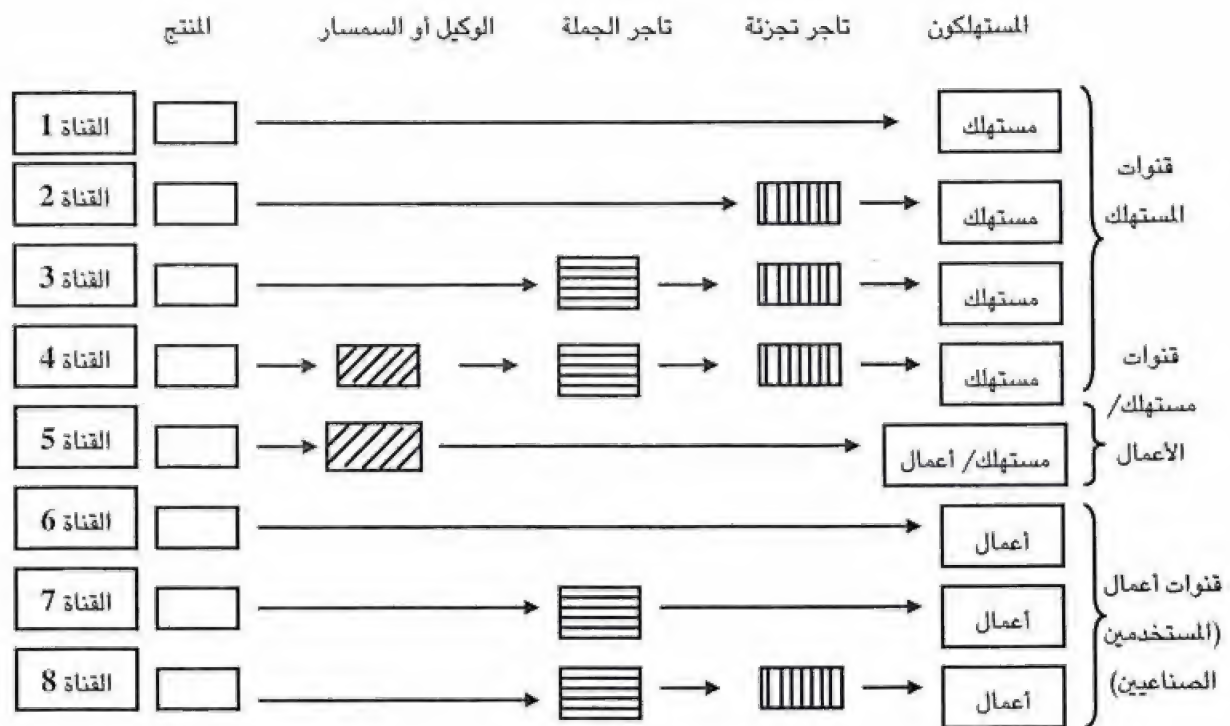 المنتج الوكيل أو السمسار تاجر الجملة تاجر تجزئة المستهلكون
القناة 1 مستهلك
القناة 2 مستهلك
القناة 3 مستهلك
القناة 4 مستهلك
القناة 5 مستهلك/ أعمال
القناة 6 أعمال
القناة 7 أعمال
القناة 8 أعمال
قنوات
المستهلك
قنوات
مستهلك/
الأعمال
قنوات أعمال
(المستخدمين
الصناعيين)